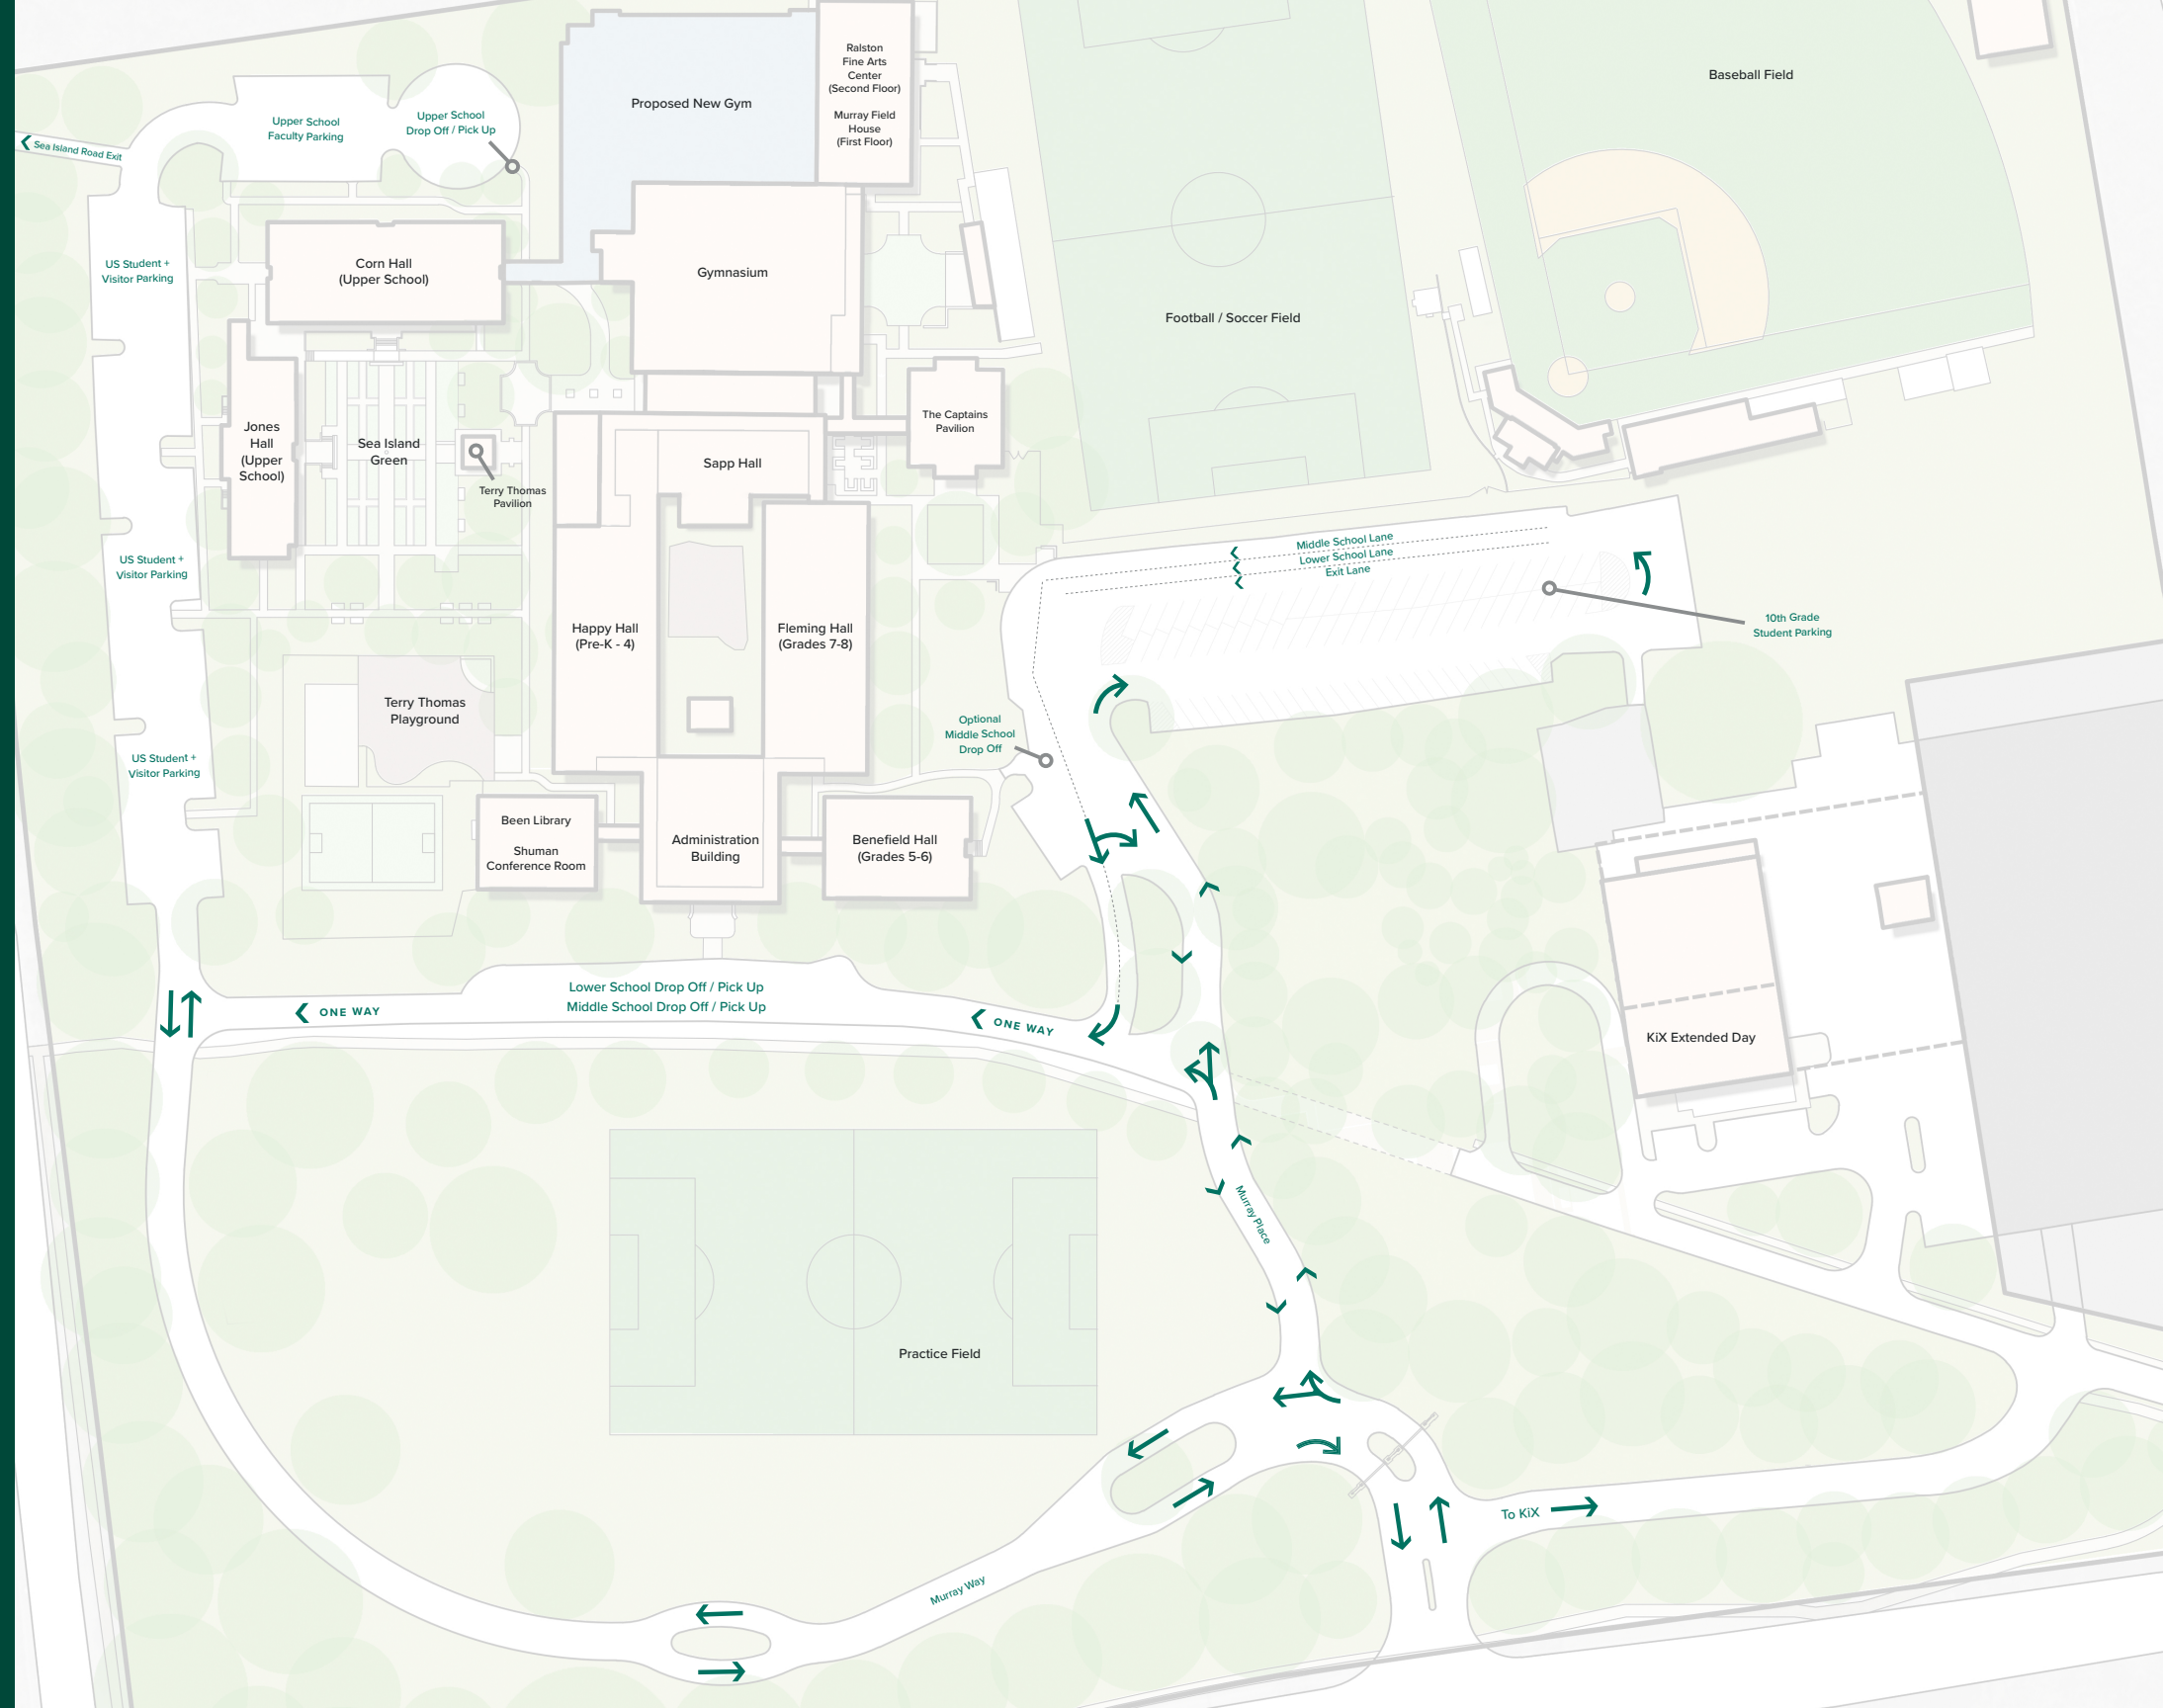 Ralston
Fine Arts
Center
(Second Floor)
Murray Field
House
(First Floor)
Proposed New Gym
Baseball Field
Upper School
Faculty Parking
Upper School
Drop Off / Pick Up
Sea Island Road Exit
US Student +
Visitor Parking
Corn Hall
(Upper School)
Gymnasium
Football / Soccer Field
The Captains
Pavilion
Jones
Hall
(Upper
School)
Sea Island
Green
Sapp Hall
Terry Thomas
Pavilion
Middle School Lane
Lower School Lane
Exit Lane
US Student +
Visitor Parking
10th Grade
Student Parking
Happy Hall
(Pre-K - 4)
Fleming Hall
(Grades 7-8)
Terry Thomas
Playground
Optional
Middle School
Drop Off
US Student +
Visitor Parking
Been Library
Shuman
Conference Room
Administration
Building
Benefield Hall
(Grades 5-6)
Lower School Drop Off / Pick Up
Middle School Drop Off / Pick Up
ONE WAY
ONE WAY
KiX Extended Day
Murray Place
Practice Field
To KiX
Murray Way